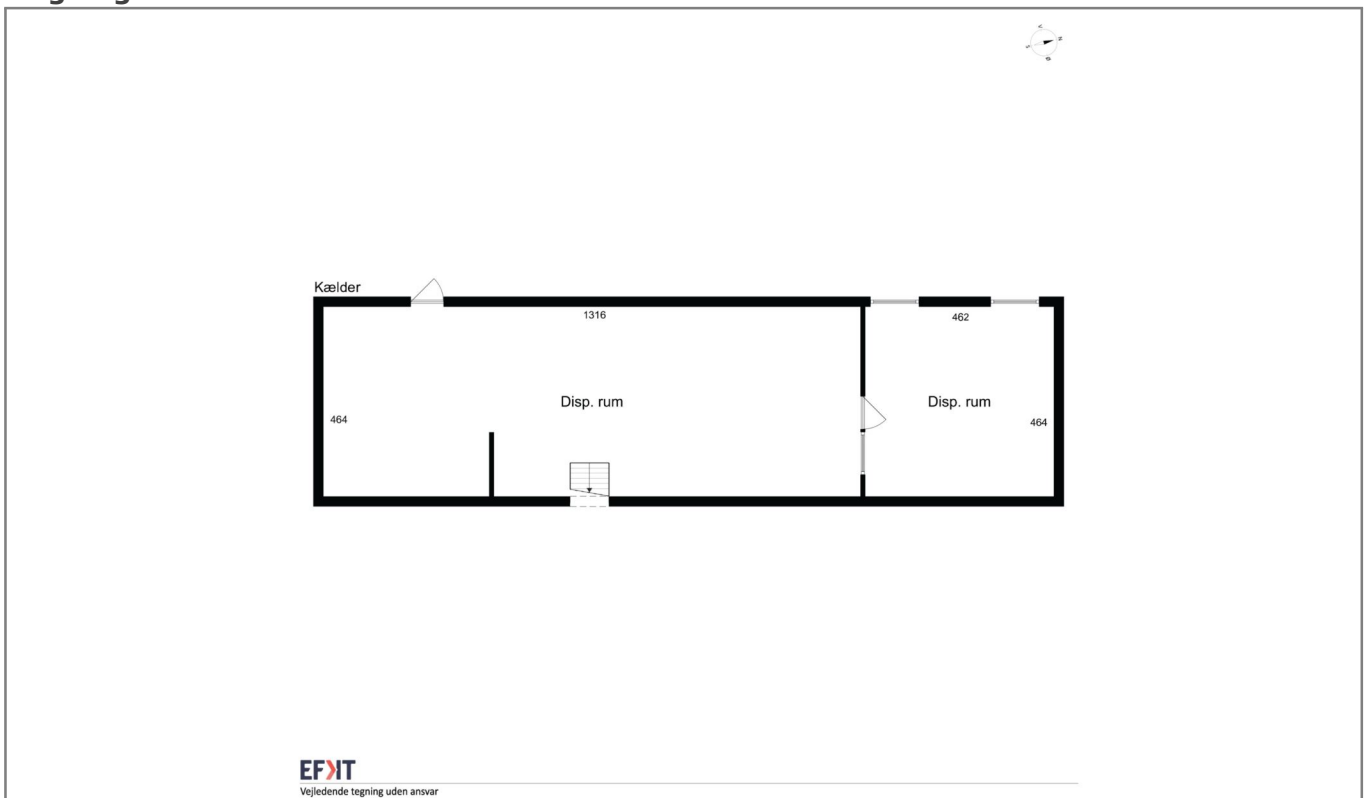 V
N
S
Ø
Kælder
1316
462
Disp. rum
Disp. rum
464
464
EFKT
Vejledende tegning uden ansvar